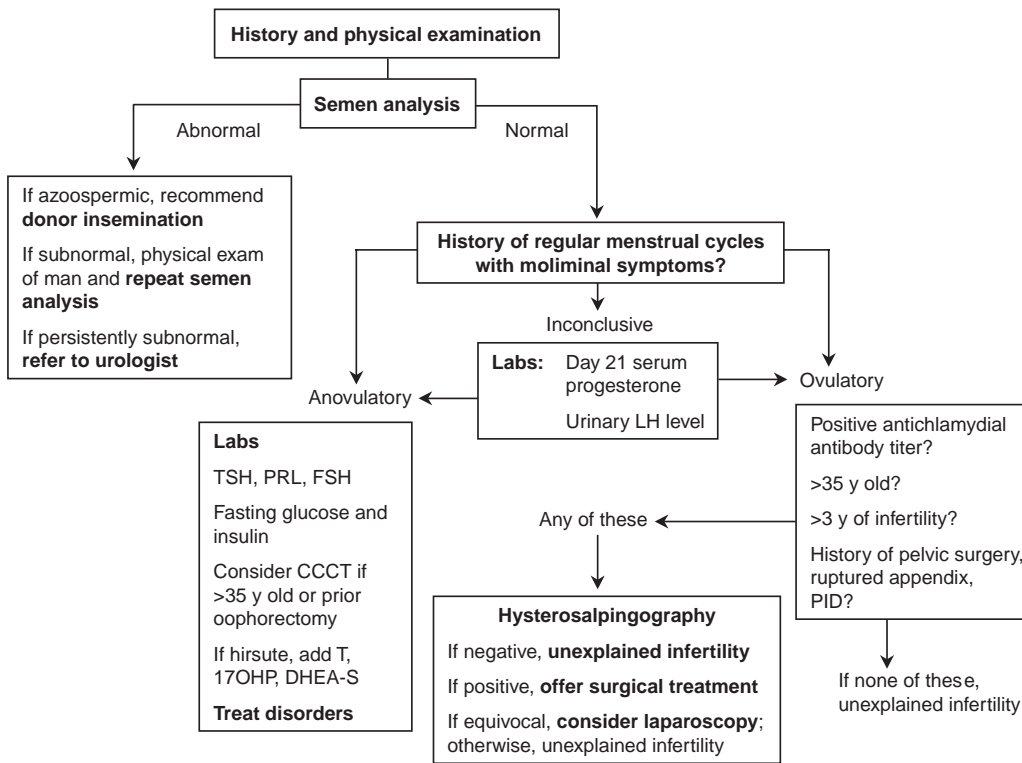 History and physical examination
Semen analysis
Abnormal
Normal
If azoospermic, recommend
donor insemination
If subnormal, physical exam
of man and repeat semen
analysis
If persistently subnormal,
refer to urologist
History of regular menstrual cycles
with moliminal symptoms?
Inconclusive
Labs: Day 21 serum
progesterone
Urinary LH level
Anovulatory
Ovulatory
Labs
TSH, PRL, FSH
Fasting glucose and
insulin
Consider CCCT if
>35 y old or prior
oophorectomy
If hirsute, add T,
17OHP, DHEA-S
Treat disorders
Positive antichlamydial
antibody titer?
>35 y old?
>3 y of infertility?
History of pelvic surgery,
ruptured appendix,
PID?
Any of these
Hysterosalpingography
If negative, unexplained infertility
If positive, offer surgical treatment
If equivocal, consider laparoscopy;
otherwise, unexplained infertility
If none of these,
unexplained infertility